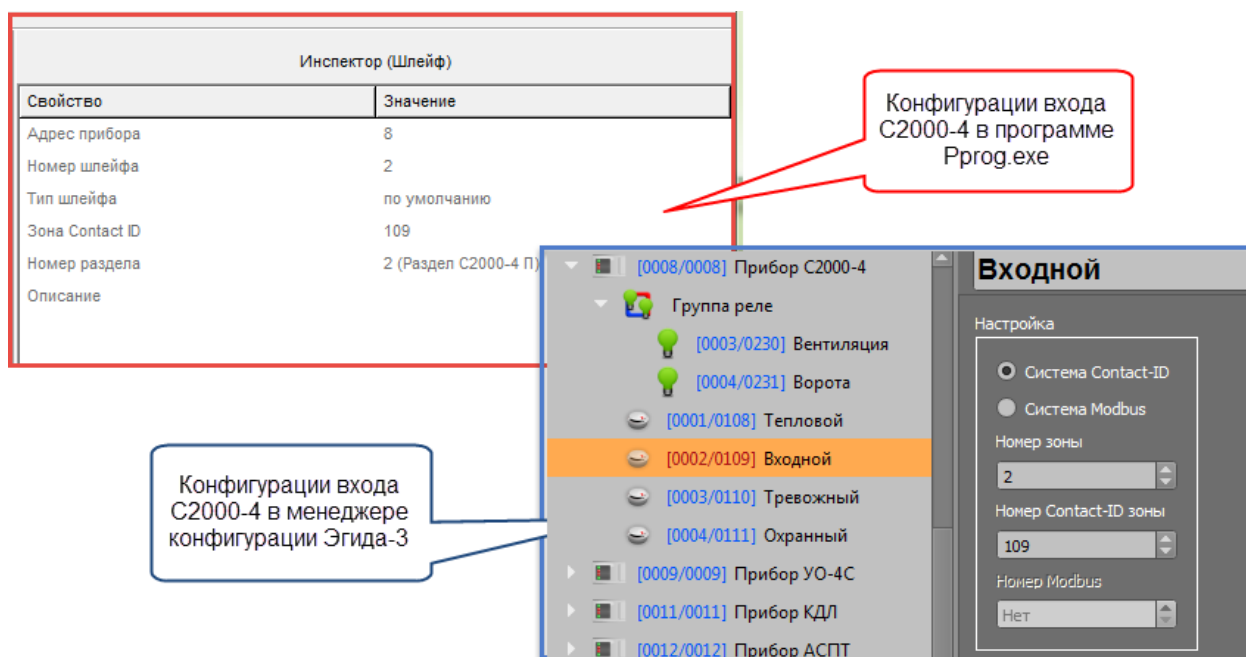 Инспектор (Шлейф)
Свойство Значение
Адрес прибора 8
Номер шлейфа 2
Тип шлейфа по умолчанию
Зона Contact ID 109
Номер раздела 2 (Раздел С2000-4 П)
Описание
Конфигурации входа
С2000-4 в программе
Pprog.exe
[0008/0008] Прибор С2000-4
Группа реле
[0003/0230] Вентиляция
[0004/0231] Ворота
[0001/0108] Тепловой
[0002/0109] Входной
[0003/0110] Тревожный
[0004/0111] Охранный
[0009/0009] Прибор УО-4С
[0011/0011] Прибор КДЛ
[0012/0012] Прибор АСПТ
Входной
Настройка
Система Contact-ID
Система Modbus
Номер зоны
2
Номер Contact-ID зоны
109
Номер Modbus
Нет
Конфигурации входа
С2000-4 в менеджере
конфигурации Эгида-3